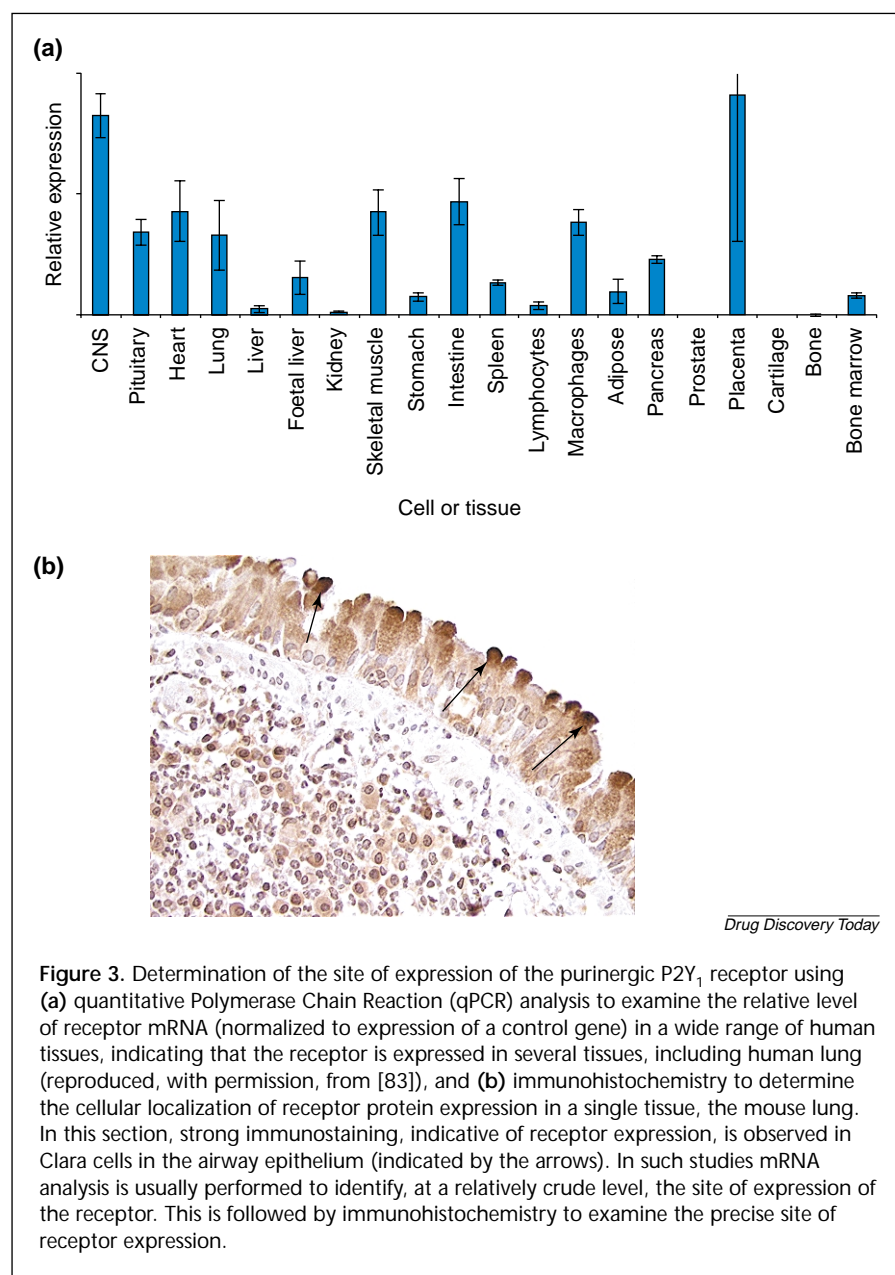 (a)
Relative expression
CNS
Pituitary
Heart
Lung
Liver
Foetal liver
Kidney
Skeletal muscle
Stomach
Intestine
Spleen
Lymphocytes
Macrophages
Adipose
Pancreas
Prostate
Placenta
Cartilage
Bone
Bone marrow
Cell or tissue
(b)
Drug Discovery Today
Figure 3. Determination of the site of expression of the purinergic P2Y₁ receptor using
(a) quantitative Polymerase Chain Reaction (qPCR) analysis to examine the relative level
of receptor mRNA (normalized to expression of a control gene) in a wide range of human
tissues, indicating that the receptor is expressed in several tissues, including human lung
(reproduced, with permission, from [83]), and (b) immunohistochemistry to determine
the cellular localization of receptor protein expression in a single tissue, the mouse lung.
In this section, strong immunostaining, indicative of receptor expression, is observed in
Clara cells in the airway epithelium (indicated by the arrows). In such studies mRNA
analysis is usually performed to identify, at a relatively crude level, the site of expression of
the receptor. This is followed by immunohistochemistry to examine the precise site of
receptor expression.